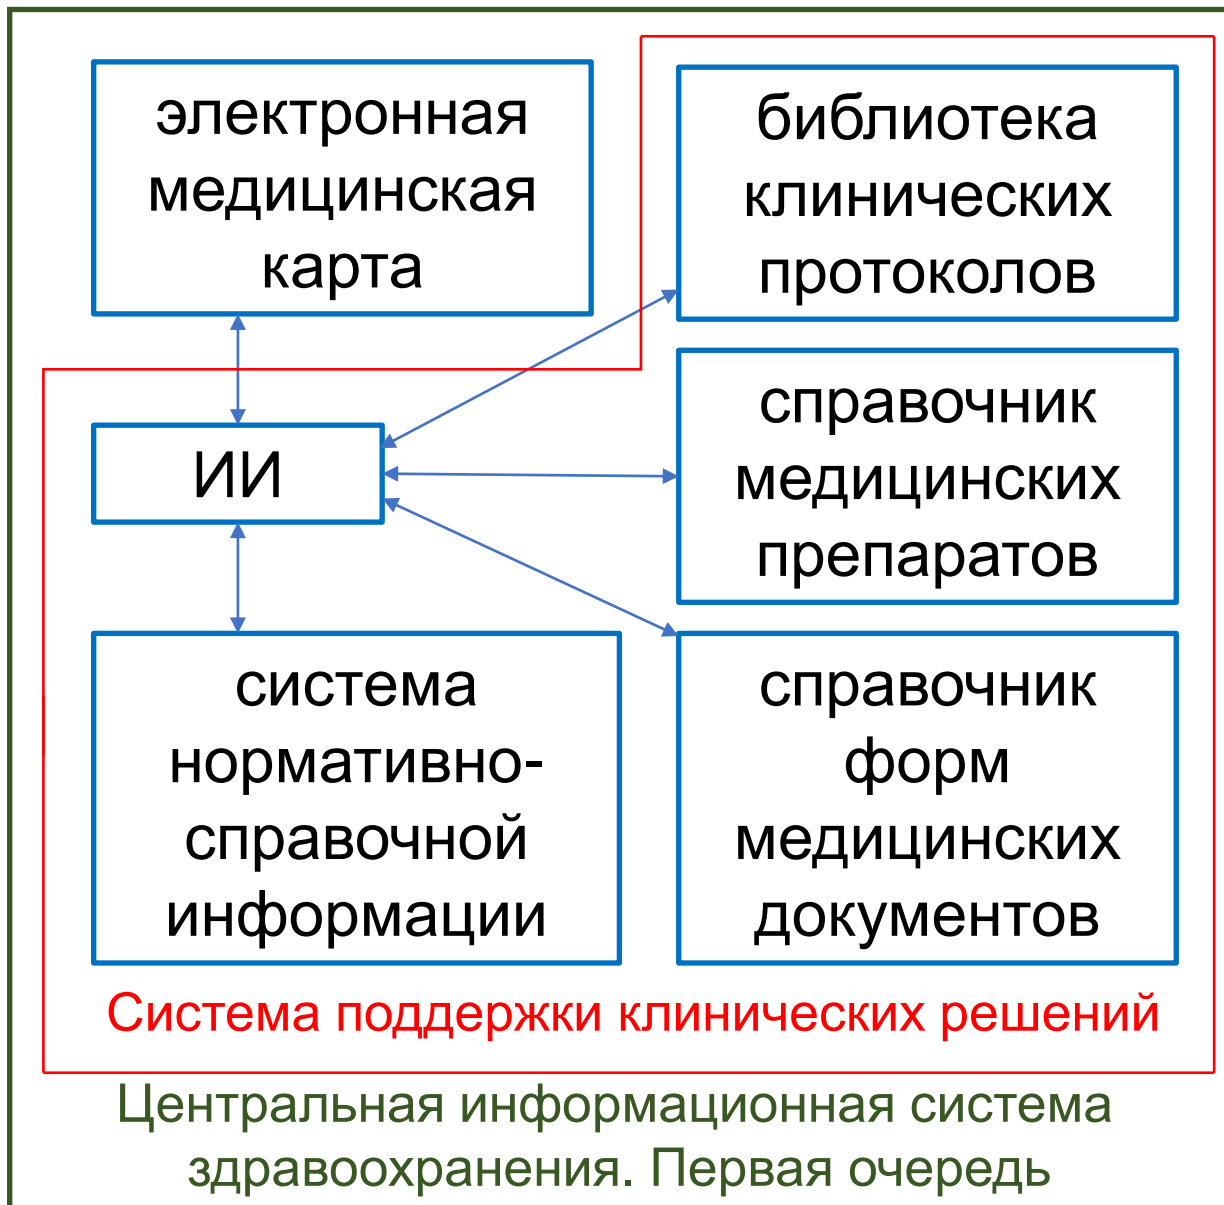 электронная
медицинская
карта
библиотека
клинических
протоколов
ИИ
справочник
медицинских
препаратов
система
нормативно-
справочной
информации
справочник
форм
медицинских
документов
Система поддержки клинических решений
Центральная информационная система
здравоохранения. Первая очередь